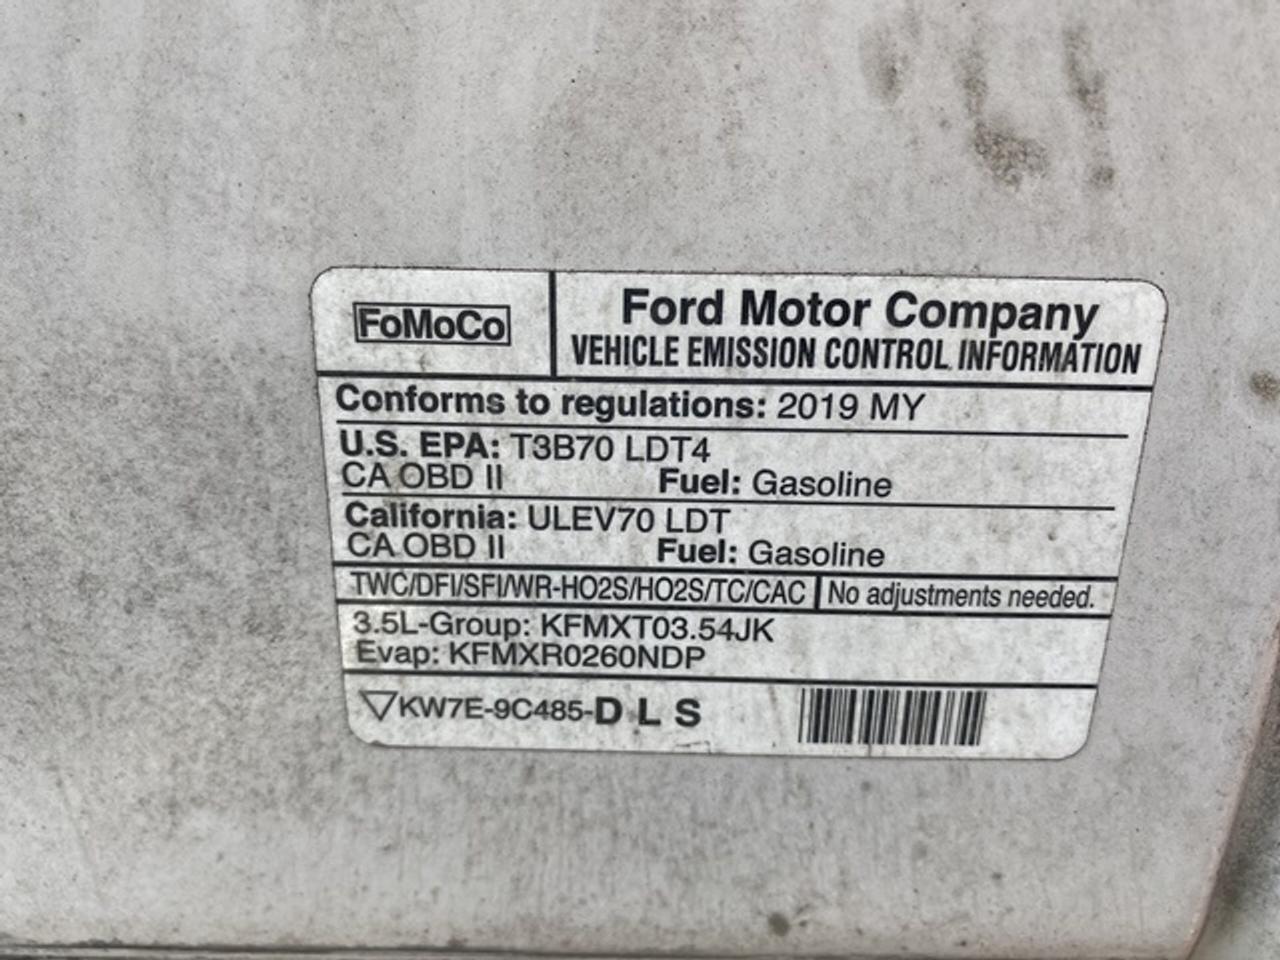 FoMoCo
Ford Motor Company
VEHICLE EMISSION CONTROL INFORMATION
Conforms to regulations: 2019 MY
U.S. EPA: T3B70 LDT4
CA OBD II Fuel: Gasoline
California: ULEV70 LDT
CA OBD II Fuel: Gasoline
TWC/DFI/SFI/WR-HO2S/HO2S/TC/CAC No adjustments needed.
3.5L-Group: KFMXT03.54JK
Evap: KFMXR0260NDP
KW7E-9C485-D L S